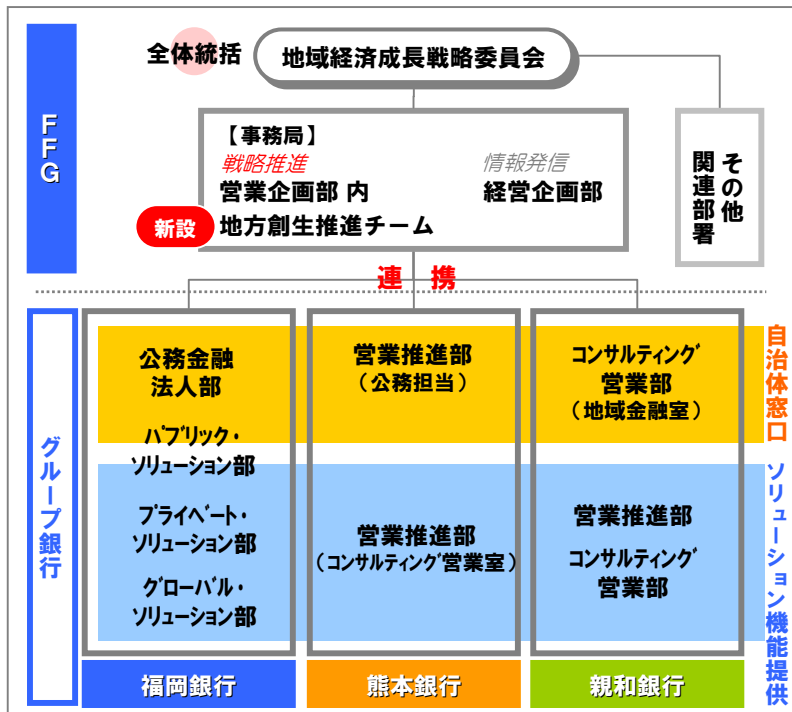 全体統括
地域経済成長戦略委員会
FFG
【事務局】
戦略推進
営業企画部 内
新設
地方創生推進チーム
情報発信
経営企画部
その他
関連部署
連 携
グループ銀行
公務金融
法人部
パブリック・
ソリューション部
プライベート・
ソリューション部
グローバル・
ソリューション部
福岡銀行
営業推進部
(公務担当)
営業推進部
(コンサルティング営業室)
熊本銀行
コンサルティング
営業部
(地域金融室)
営業推進部
コンサルティング
営業部
親和銀行
自治体窓口
ソリューション機能提供